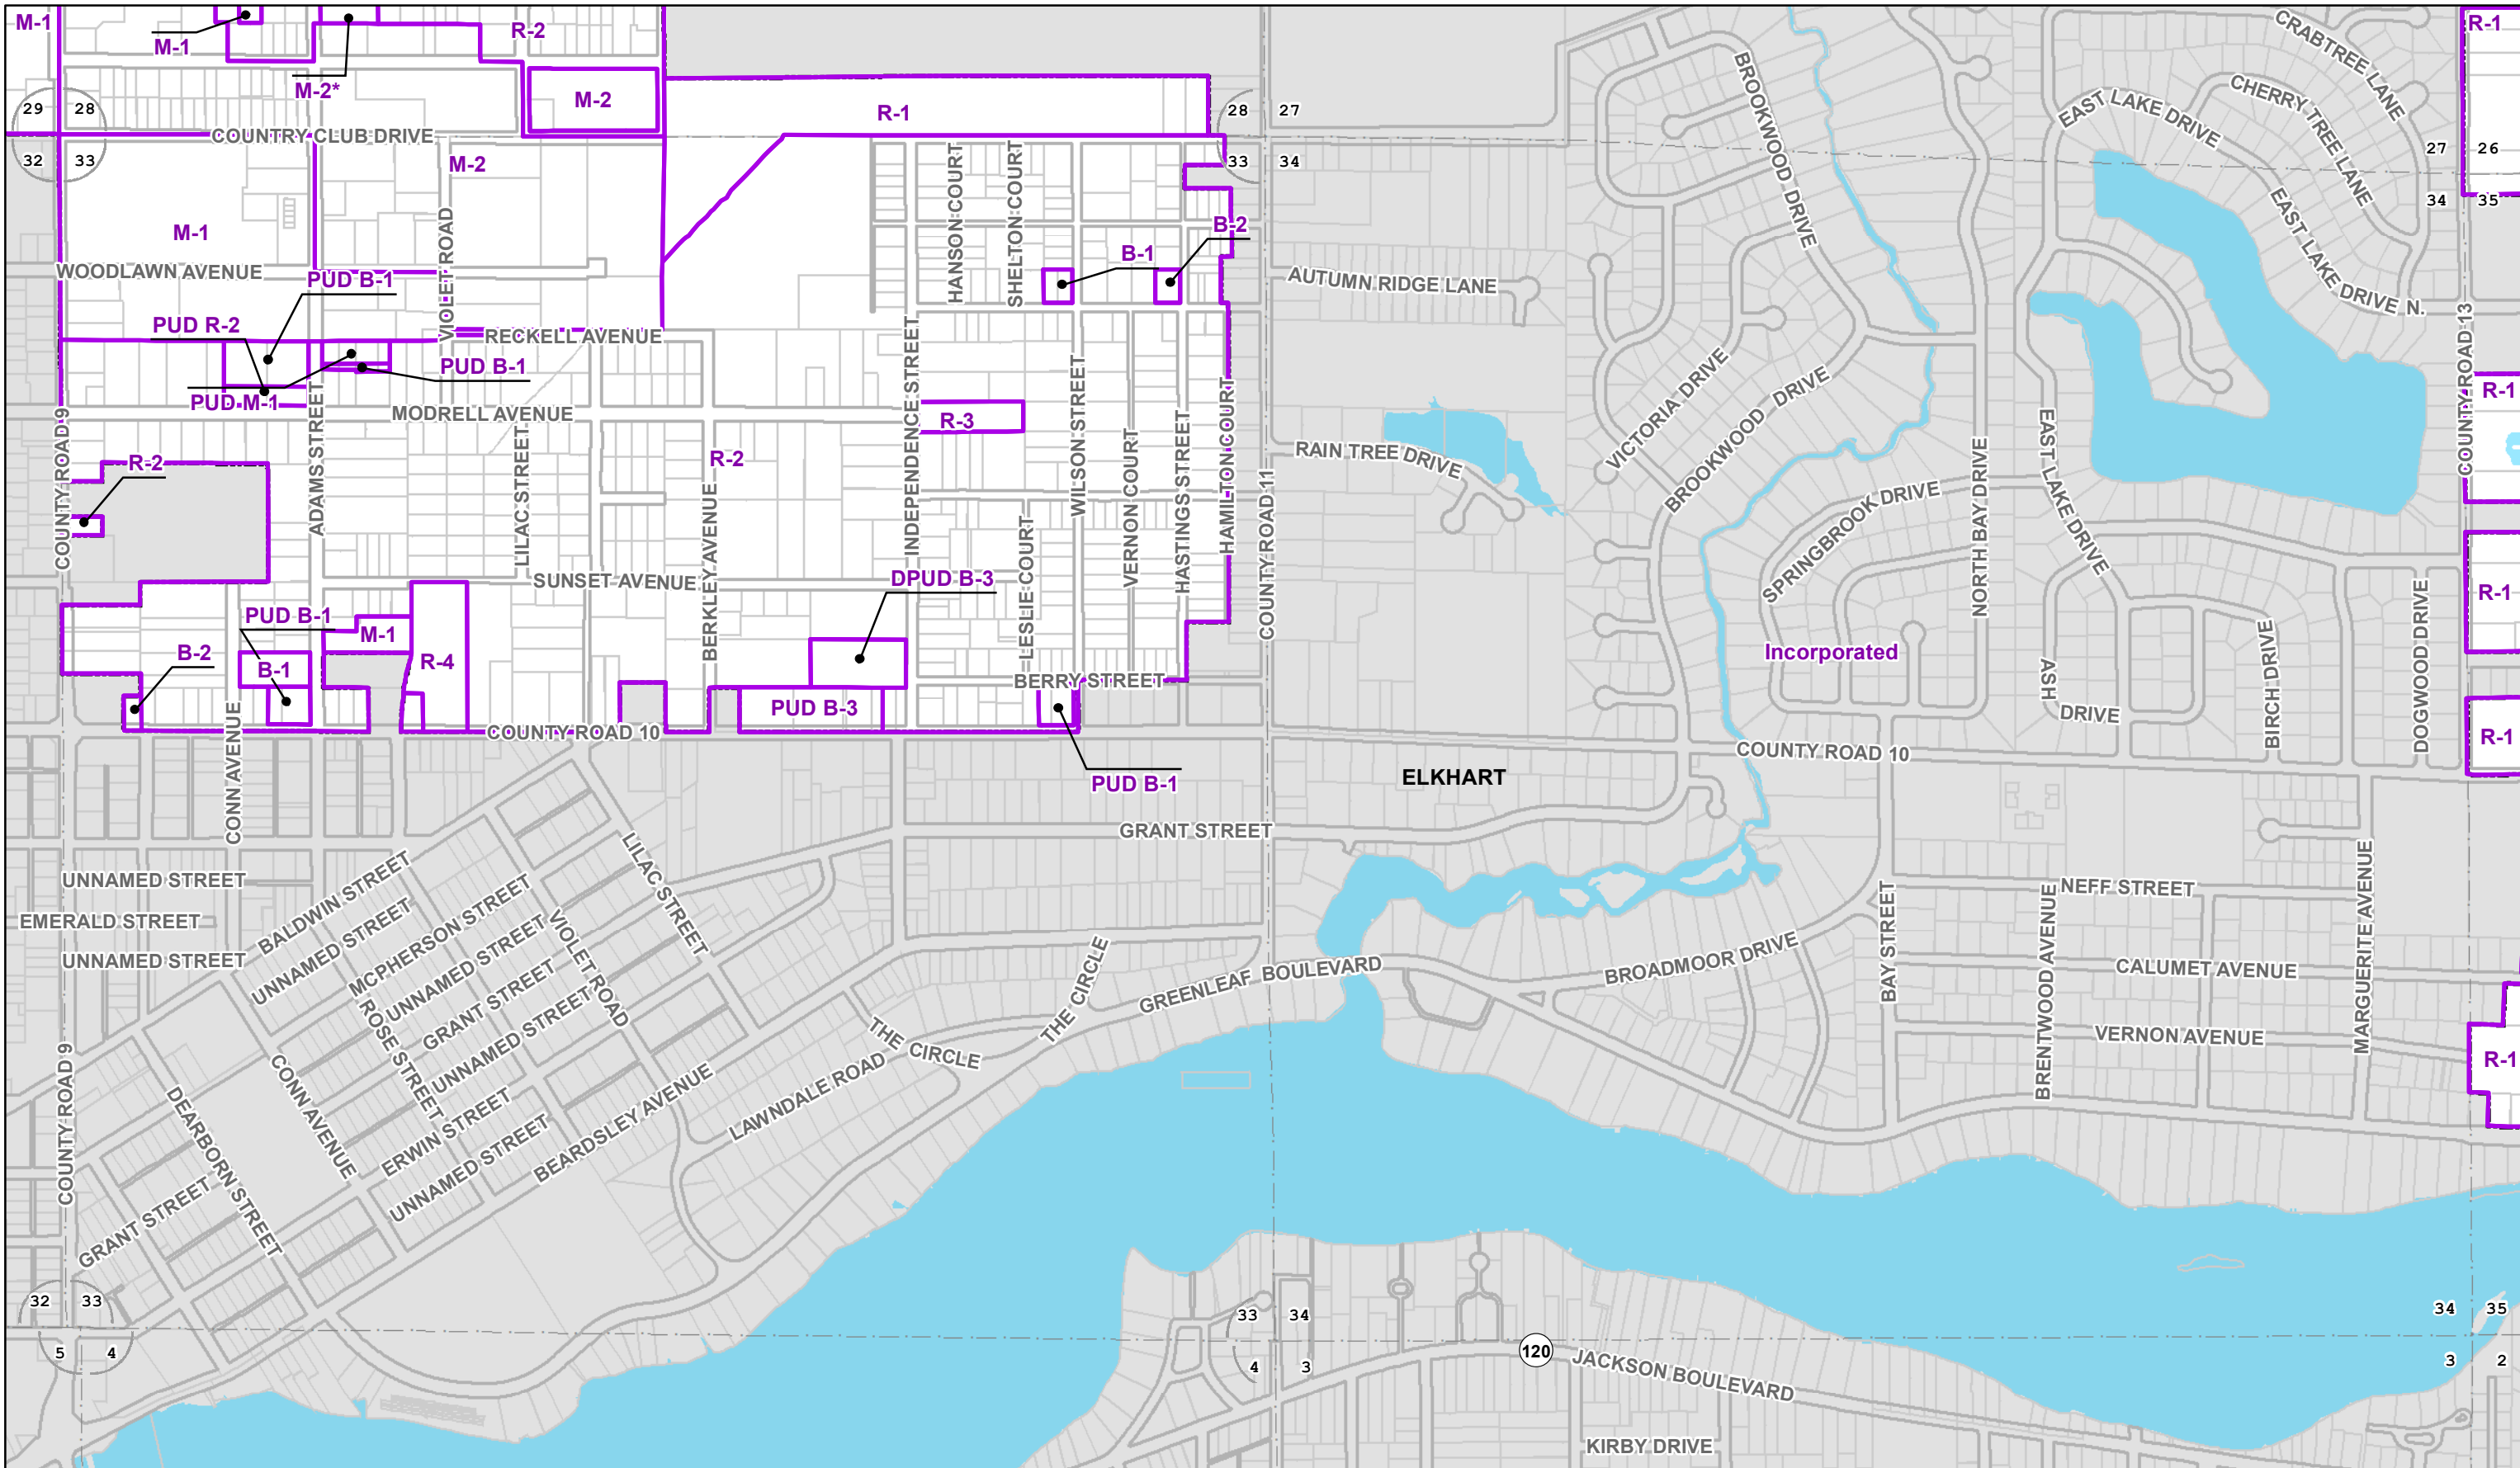 M-1
R-2
R-1
M-1
M-2*
M-2
R-1
29
28
28
27
COUNTRY CLUB DRIVE
32
33
33
34
M-2
M-1
HANSON COURT
SHELTON COURT
B-2
B-1
VIOLET ROAD
WOODLAWN AVENUE
PUD B-1
PUD R-2
RECKELL AVENUE
PUD B-1
PUD M-1
MODRELL AVENUE
ADAMS STREET
COUNTY ROAD 9
R-2
LILAC STREET
R-2
BERKLEY AVENUE
INDEPENDENCE STREET
R-3
WILSON STREET
VERNON COURT
HASTINGS STREET
HAMILTON COURT
COUNTY ROAD 11
LESLIE COURT
SUNSET AVENUE
DPUD B-3
PUD B-1
M-1
B-2
B-1
R-4
BERRY STREET
PUD B-3
COUNTY ROAD 10
PUD B-1
CONN AVENUE
CRABTREE LANE
CHERRY TREE LANE
EAST LAKE DRIVE
BROOKWOOD DRIVE
27
26
34
35
EAST LAKE DRIVE N.
AUTUMN RIDGE LANE
COUNTY ROAD 13
VICTORIA DRIVE
BROOKWOOD DRIVE
R-1
RAIN TREE DRIVE
SPRINGBROOK DRIVE
NORTH BAY DRIVE
EAST LAKE DRIVE
R-1
Incorporated
ASH
DRIVE
BIRCH DRIVE
DOGWOOD DRIVE
R-1
COUNTY ROAD 10
ELKHART
GRANT STREET
LILAC STREET
UNNAMED STREET
EMERALD STREET
UNNAMED STREET
BALDWIN STREET
UNNAMED STREET
MCPHERSON STREET
UNNAMED STREET
VIOLET ROAD
GRANT STREET
UNNAMED STREET
ROSE STREET
CONN AVENUE
ERWIN STREET
UNNAMED STREET
BEARDSLEY AVENUE
LAWNDALE ROAD
THE CIRCLE
THE CIRCLE
GREENLEAF BOULEVARD
BROADMOOR DRIVE
BAY STREET
NEFF STREET
BRENTWOOD AVENUE
CALUMET AVENUE
MARGUERITE AVENUE
VERNON AVENUE
R-1
COUNTY ROAD 9
DEARBORN STREET
GRANT STREET
32
33
5
4
33
34
4
3
34
35
3
2
120
JACKSON BOULEVARD
KIRBY DRIVE